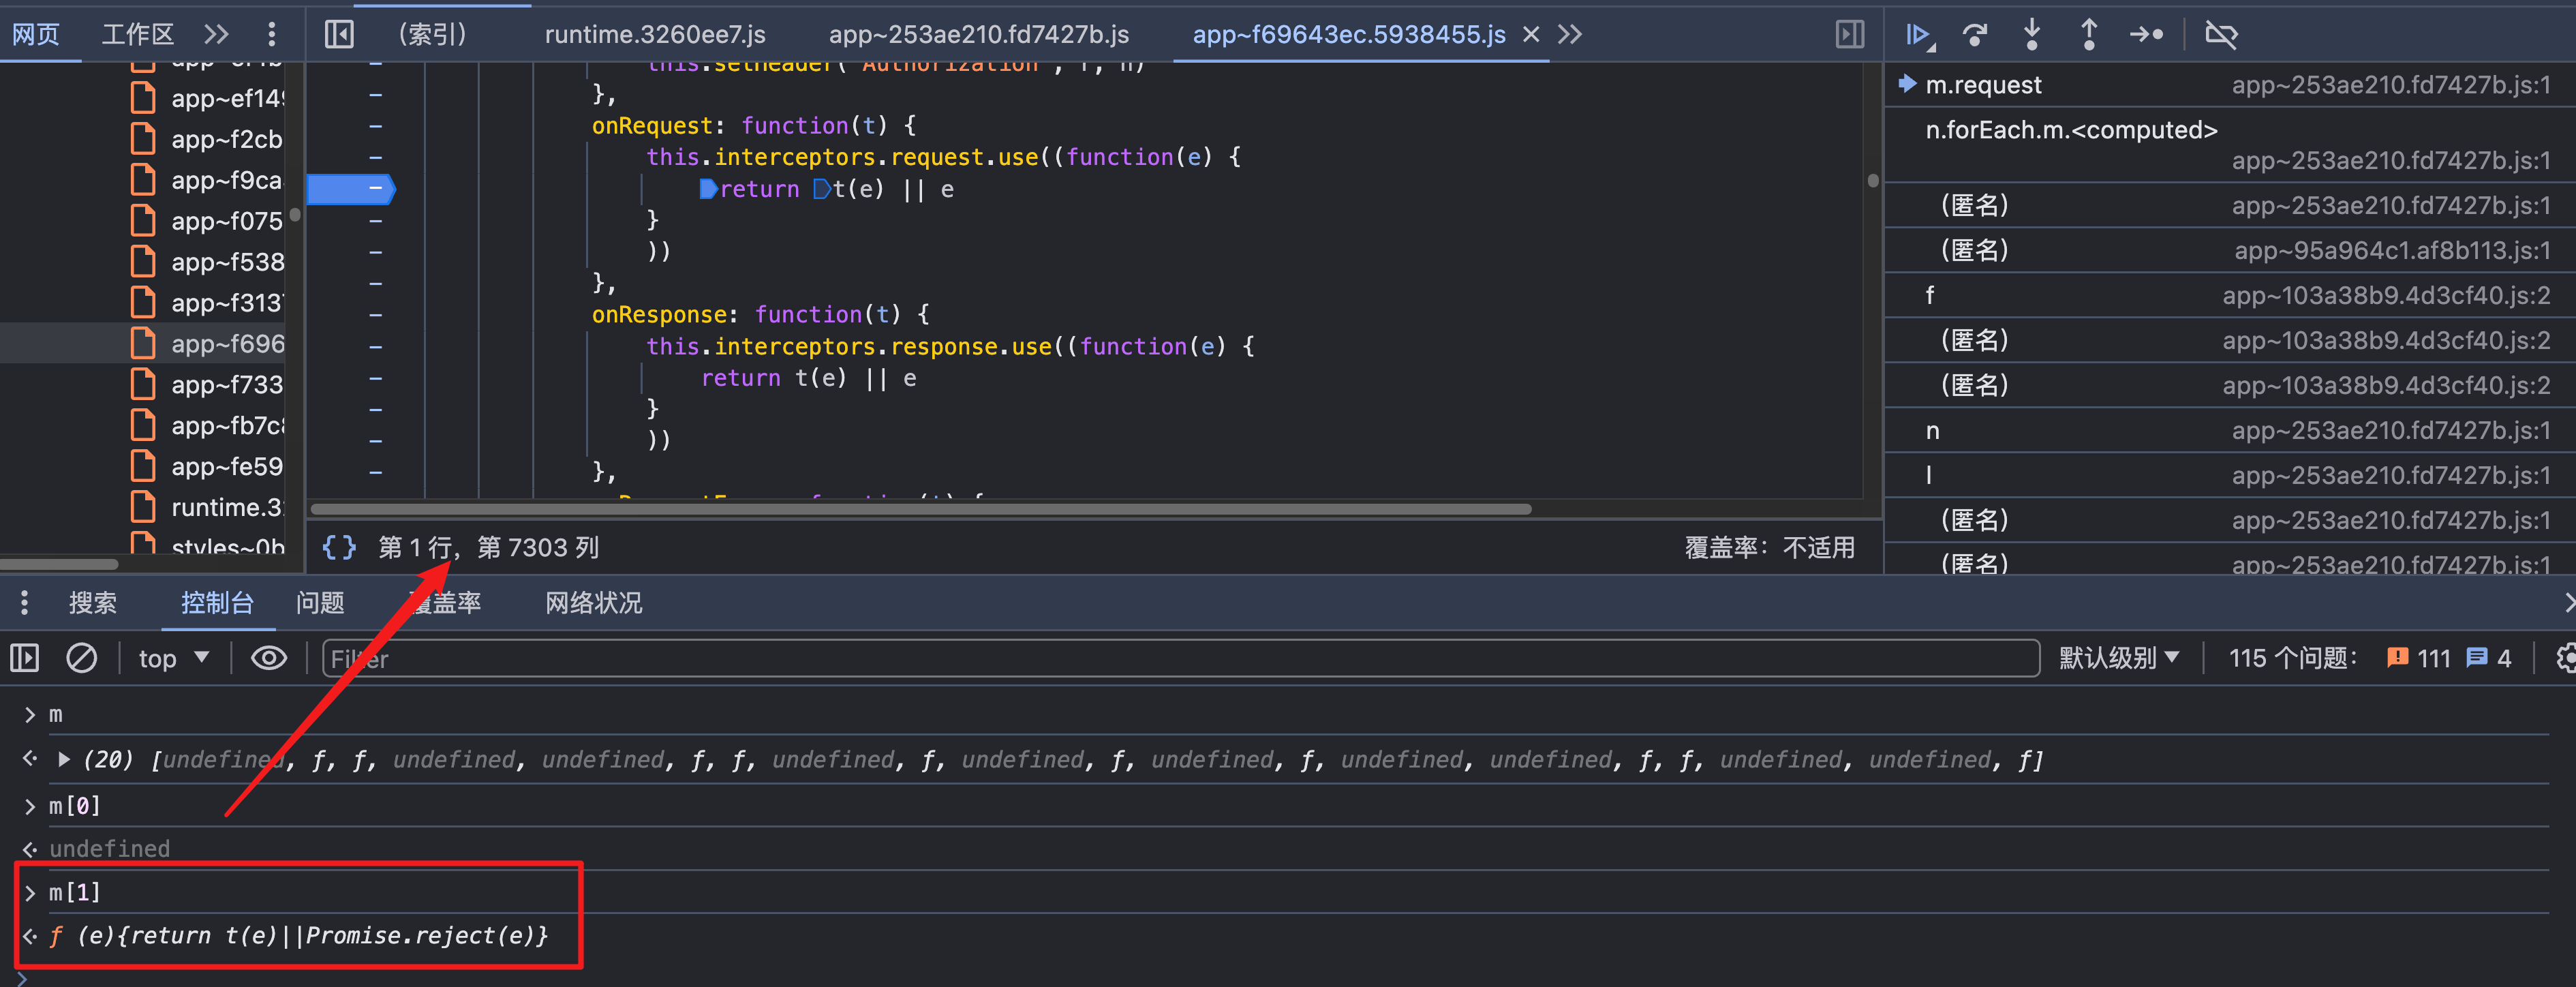 网页 工作区
(索引) runtime.3260ee7.js app~253ae210.fd7427b.js app~f69643ec.5938455.js
app~ef149
app~f2cb
app~f9ca
app~f075
app~f538
app~f313
app~f696
app~f733
app~fb7c8
app~fe59
runtime.3
styles~0b
this.setHeader("Authorization", r, n)
},
onRequest: function(t) {
this.interceptors.request.use((function(e) {
return t(e) || e
}
))
},
onResponse: function(t) {
this.interceptors.response.use((function(e) {
return t(e) || e
}
))
},
{} 第 1 行，第 7303 列 覆盖率：不适用
m.request app~253ae210.fd7427b.js:1
n.forEach.m.<computed>
app~253ae210.fd7427b.js:1
(匿名) app~253ae210.fd7427b.js:1
(匿名) app~95a964c1.af8b113.js:1
f app~103a38b9.4d3cf40.js:2
(匿名) app~103a38b9.4d3cf40.js:2
(匿名) app~103a38b9.4d3cf40.js:2
n app~253ae210.fd7427b.js:1
l app~253ae210.fd7427b.js:1
(匿名) app~253ae210.fd7427b.js:1
(匿名) app~253ae210.fd7427b.js:1
搜索 控制台 问题 覆盖率 网络状况
top Filter 默认级别 115 个问题： 111 4
> m
(20) [undefined, f, f, undefined, undefined, f, f, undefined, f, undefined, f, undefined, f, undefined, undefined, f, f, undefined, undefined, f]
> m[0]
undefined
> m[1]
f (e){return t(e)||Promise.reject(e)}
>